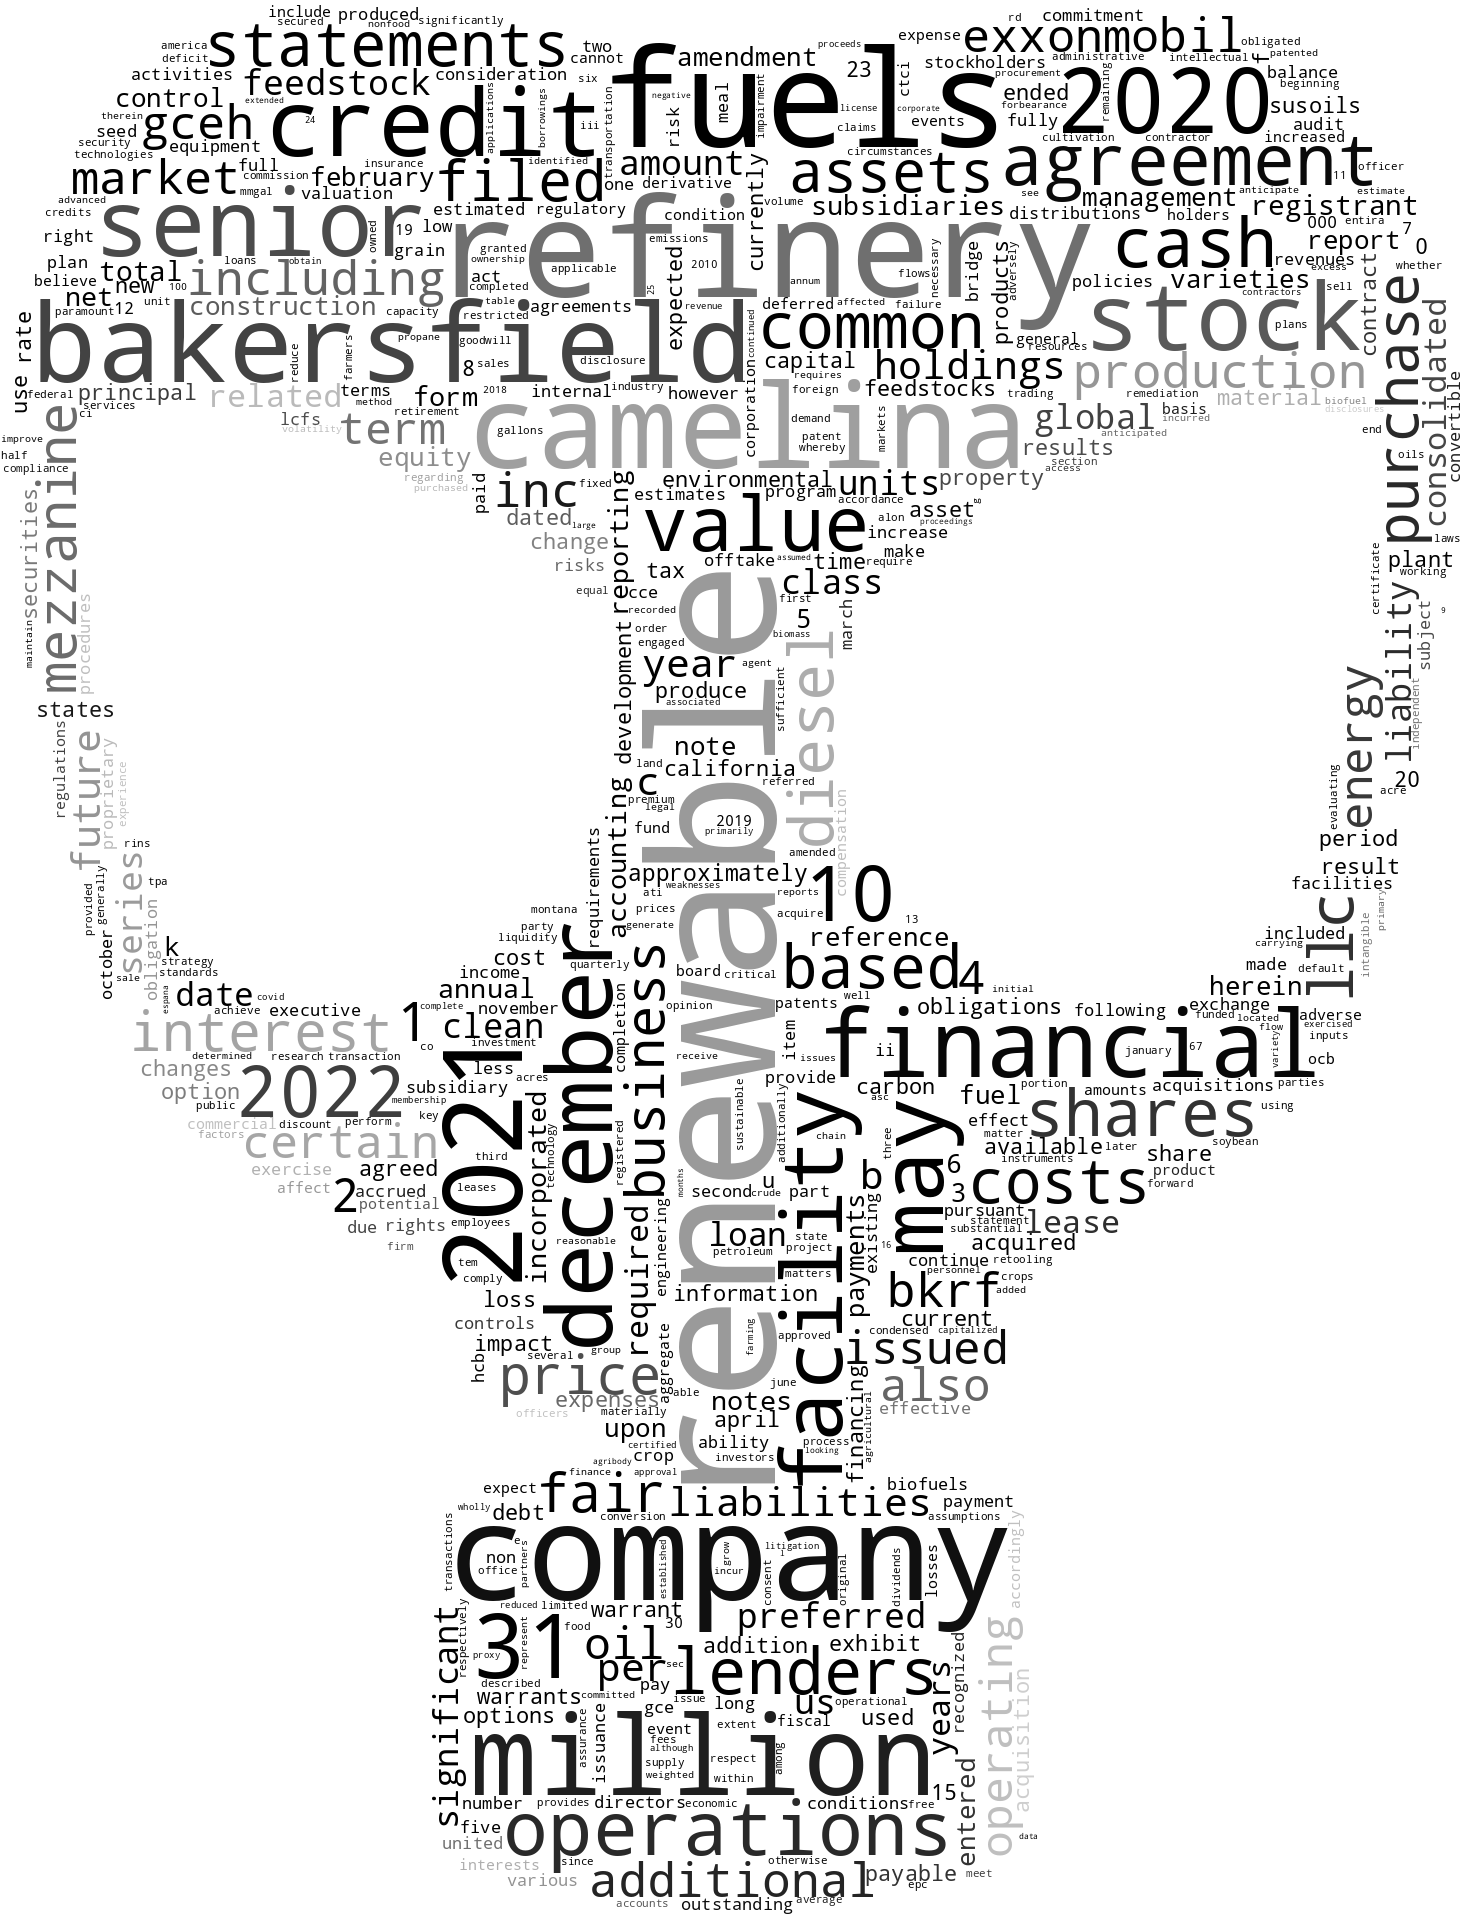 include produced significantly
secured nonfood
statements two cannot
america deficit
activities feedstock consideration six
control
extended
therein seed gceh credit fuels 2020
24 iii
security equipment
technologies
applications borrowings transportation
amendment proceeds expense rd commitment
exxonmobil obligated
patented
23 ctci stockholders administrative intellectual f
procurement balance
beginning
negative meal impairment
risk license corporate ended forbearance remaining susoils
claims events fully audit
cultivation contractor increased
circumstances
full insurance identified amount
market commission february filed one derivative
mmgal valuation
assets agreement officer
11
see management anticipate estimate
advanced
credits senior owned 19 low estimated regulatory condition currently volume subsidiaries distributions holders registrant entira
000 7
right grain granted
ownership emissions refinery report 0
plan loans obtain act applicable expected 2010 flows necessary bridge products adversely revenues whether
believe total new 100 including completed annum policies varieties excess
net 12 unit table 25 contractors sell
paramount construction capacity restricted agreements revenue deferred affected failure contract
cash stock plans
use rate bakersfield propane goodwill common general
resources
reduce farmers 8 sales disclosure continued capital holdings production
federal principal related terms form 2018 internal industry however corporation requires foreign feedstocks trading remediation material biofuel
disclosures
services method retirement
ci lcfs volatility term gallons camelina demand markets global basis
incurred end
improve patent whereby anticipated
half equity results section oils
compliance regarding access
purchased paid inc fixed environmental program units property
purchase consolidated convertible
mezzanine securities dated large reporting estimates accordance g
value alon asset proceedings
change increase laws
risks offtake assumed time require make plant
tax class working
equal cce first certificate
maintain procedures recorded 5 liability 9
order biomass march subject
engaged
development year agent diesel
produce sufficient
states associated energy independent
regulations future proprietary experience note
land california 20
accounting c referred acre
premium legal evaluating
fund 2019
primarily compensation period
series rins requirements amended
provided generally tpa approximately result
weaknesses 10 facilities
ati reports llc
montana prices acquire 13 primary
k party generate
october obligation strategy liquidity reference included
carrying intangible
standards cost quarterly board critical based 4 made default
sale espana date covid income annual initial herein
achieve executive complete november completion opinion patents well obligations following exchange
funded located adverse
interest 1 clean december business renewable item financial flow exercised
inputs
determined research transaction co investment receive issues ii january 67 variety ocb
changes less provide
option 2022 subsidiary acres carbon fuel portion amounts acquisitions parties
public membership asc using
commercial discount perform key 2021 incorporated technology registered sustainable additionally effect shares
factors certain matter soybean
exercise agreed third chain three available later share
instruments product
affect 2 accrued leases months second crude u part b may 6 3 costs forward
potential
due rights employees required engineering loan facility existing pursuant
substantial statement lease
firm reasonable petroleum state
project 16 acquired
tem continue retooling
comply matters personnel crops
loss information payments bkrf added
controls farming approved current
impact condensed capitalized
hcb several group aggregate issued
price june
expenses able notes also
officers materially april effective
upon process
certified ability looking financing agricultural
agribody crop investors
finance approval biofuels
expect fair liabilities payment
wholly debt conversion assumptions
transactions company accordingly
e litigation l
non office partners established grow incur consent original dividends losses
reduced limited warrant preferred
31 food 30
respectively proxy represent oil addition exhibit
significant per sec lenders recognized operating
described pay
warrants committed us operational years acquisition
options gce issue long
event extent fiscal used
assurance issuance fees
although million
supply respect among
weighted within 15
number provides directors economic conditions free
five operations entered
united data
interests since otherwise meet
various additional payable
epc
accounts outstanding average